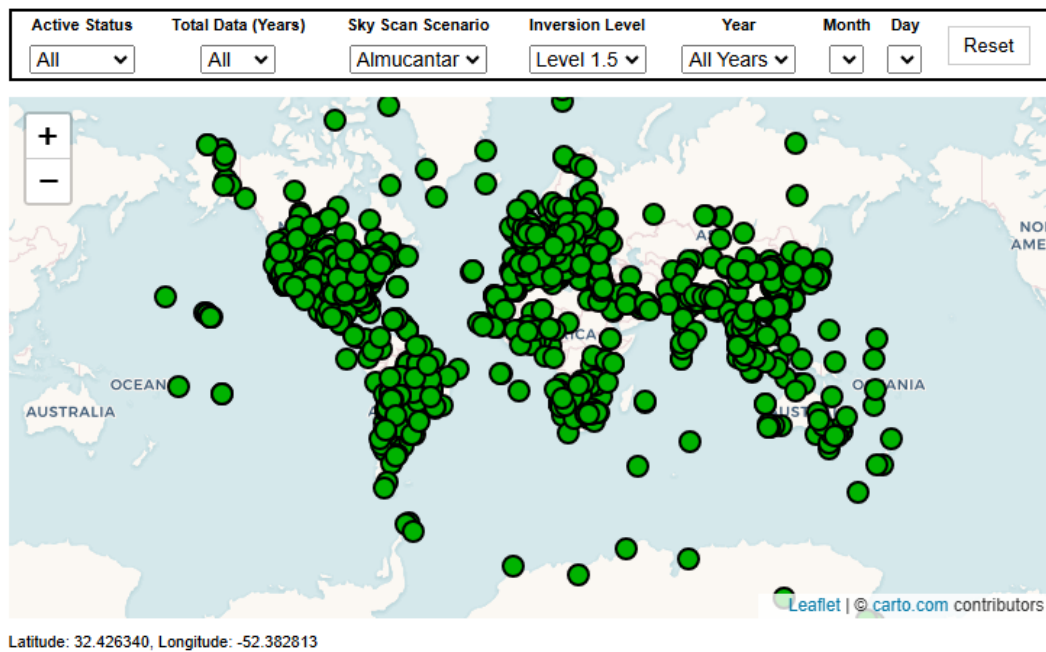 Active Status Total Data (Years) Sky Scan Scenario Inversion Level Year Month Day
All All Almucantar Level 1.5 All Years Reset
+
−
NO
AME
OCEAN
OCEANIA
AUSTRALIA
Leaflet | © carto.com contributors
Latitude: 32.426340, Longitude: -52.382813